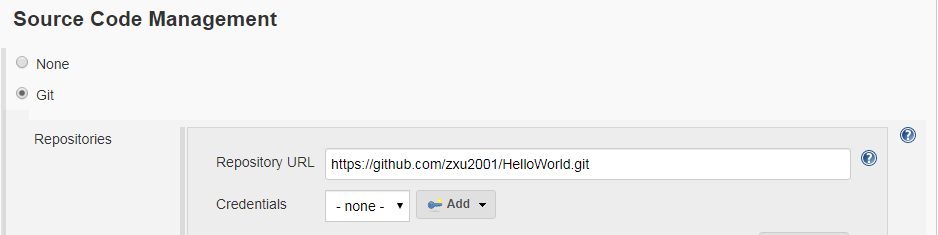 Source Code Management
None
Git
Repositories
?
Repository URL https://github.com/zxu2001/HelloWorld.git ?
Credentials - none - Add